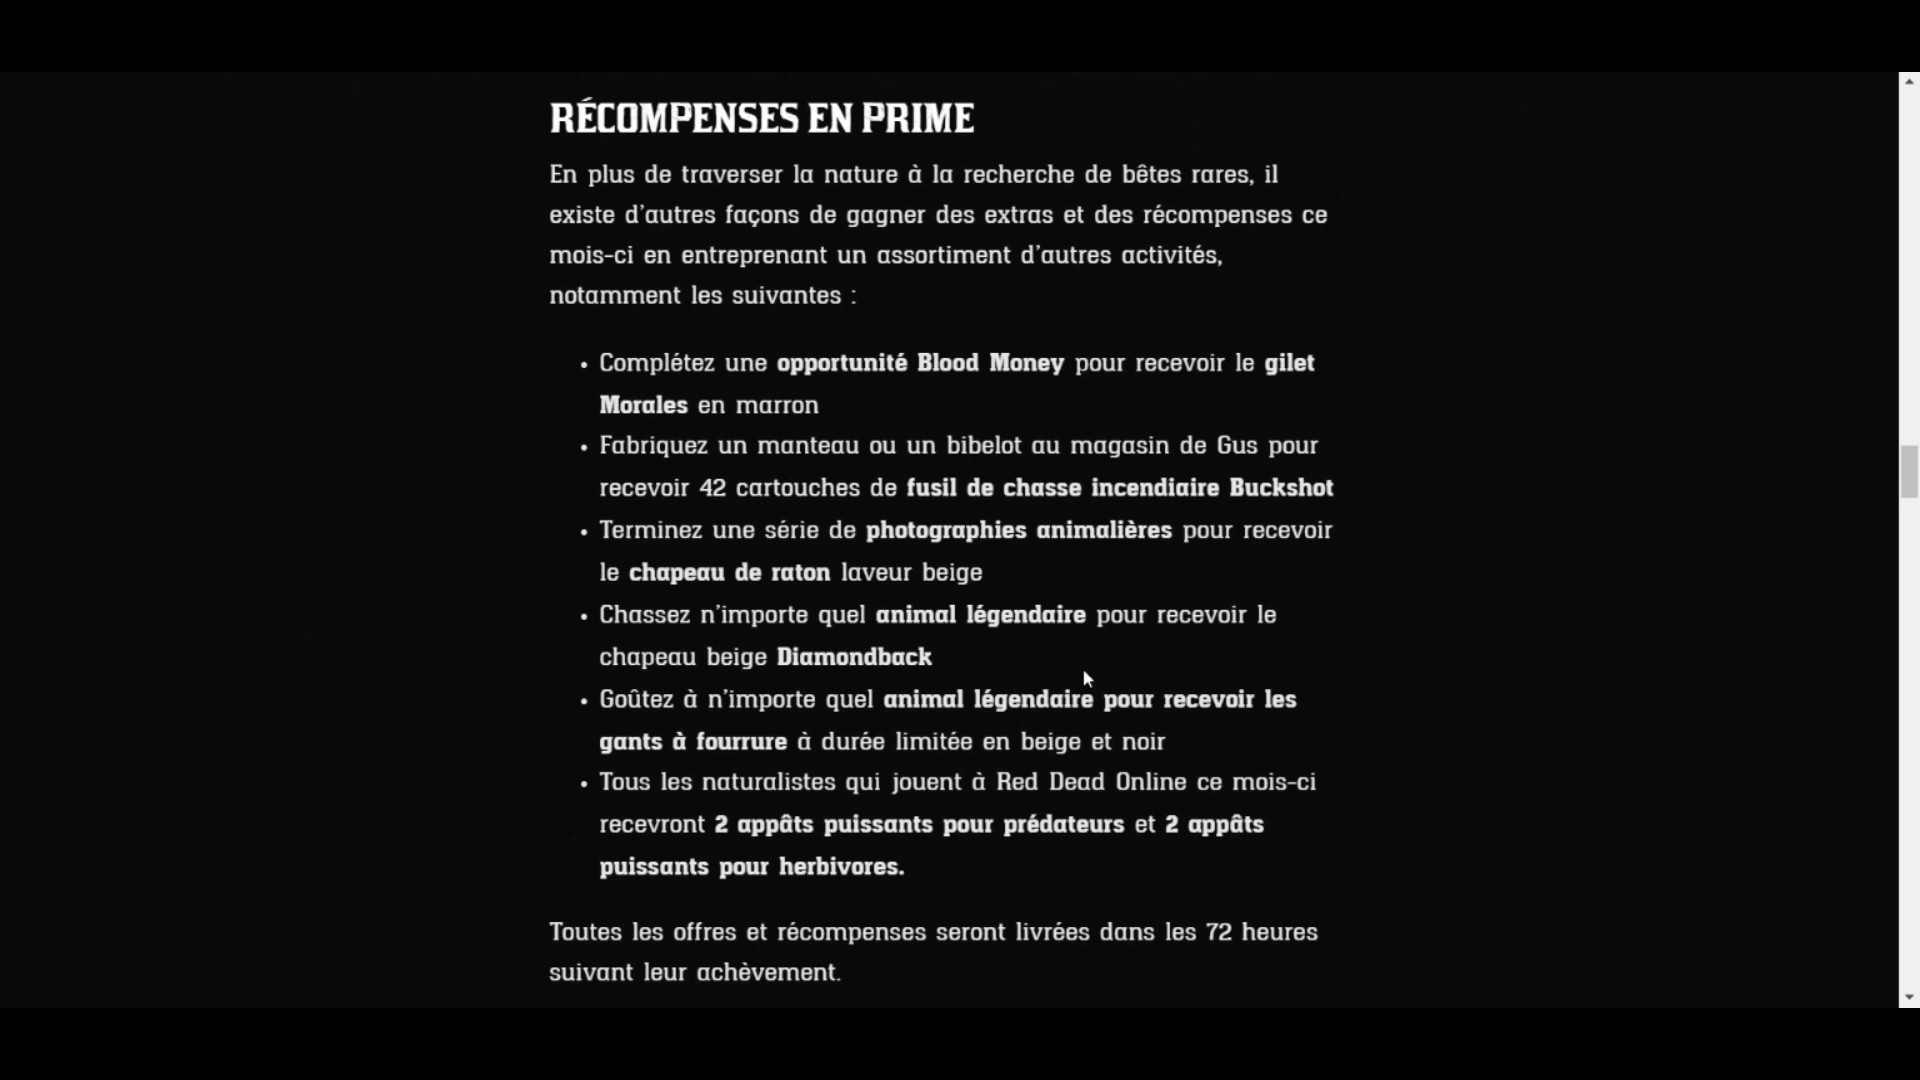 RÉCOMPENSES EN PRIME
En plus de traverser la nature à la recherche de bêtes rares, il
existe d'autres façons de gagner des extras et des récompenses ce
mois-ci en entreprenant un assortiment d'autres activités,
notamment les suivantes :
• Complétez une opportunité Blood Money pour recevoir le gilet
Morales en marron
• Fabriquez un manteau ou un bibelot au magasin de Gus pour
recevoir 42 cartouches de fusil de chasse incendiaire Buckshot
• Terminez une série de photographies animalières pour recevoir
le chapeau de raton laveur beige
• Chassez n'importe quel animal légendaire pour recevoir le
chapeau beige Diamondback
• Goûtez à n'importe quel animal légendaire pour recevoir les
gants à fourrure à durée limitée en beige et noir
• Tous les naturalistes qui jouent à Red Dead Online ce mois-ci
recevront 2 appâts puissants pour prédateurs et 2 appâts
puissants pour herbivores.
Toutes les offres et récompenses seront livrées dans les 72 heures
suivant leur achèvement.